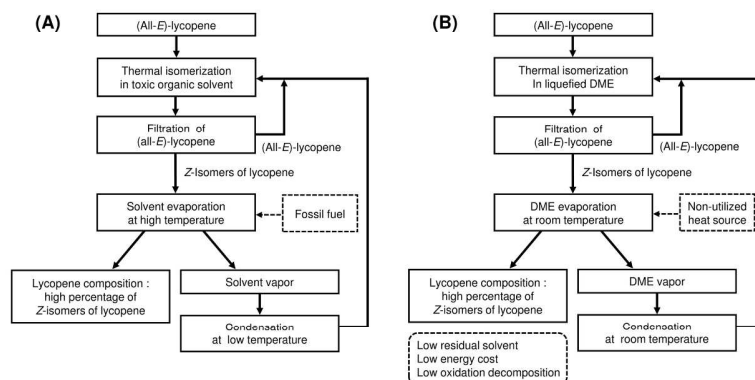 (A)
(All-E)-lycopene
Thermal isomerization
in toxic organic solvent
Filtration of
(all-E)-lycopene
(All-E)-lycopene
Z-Isomers of lycopene
Solvent evaporation
at high temperature
Fossil fuel
Lycopene composition :
high percentage of
Z-isomers of lycopene
Solvent vapor
Condensation
at low temperature
(B)
(All-E)-lycopene
Thermal isomerization
In liquefied DME
Filtration of
(all-E)-lycopene
(All-E)-lycopene
Z-Isomers of lycopene
DME evaporation
at room temperature
Non-utilized
heat source
Lycopene composition :
high percentage of
Z-isomers of lycopene
DME vapor
Condensation
at room temperature
Low residual solvent
Low energy cost
Low oxidation decomposition